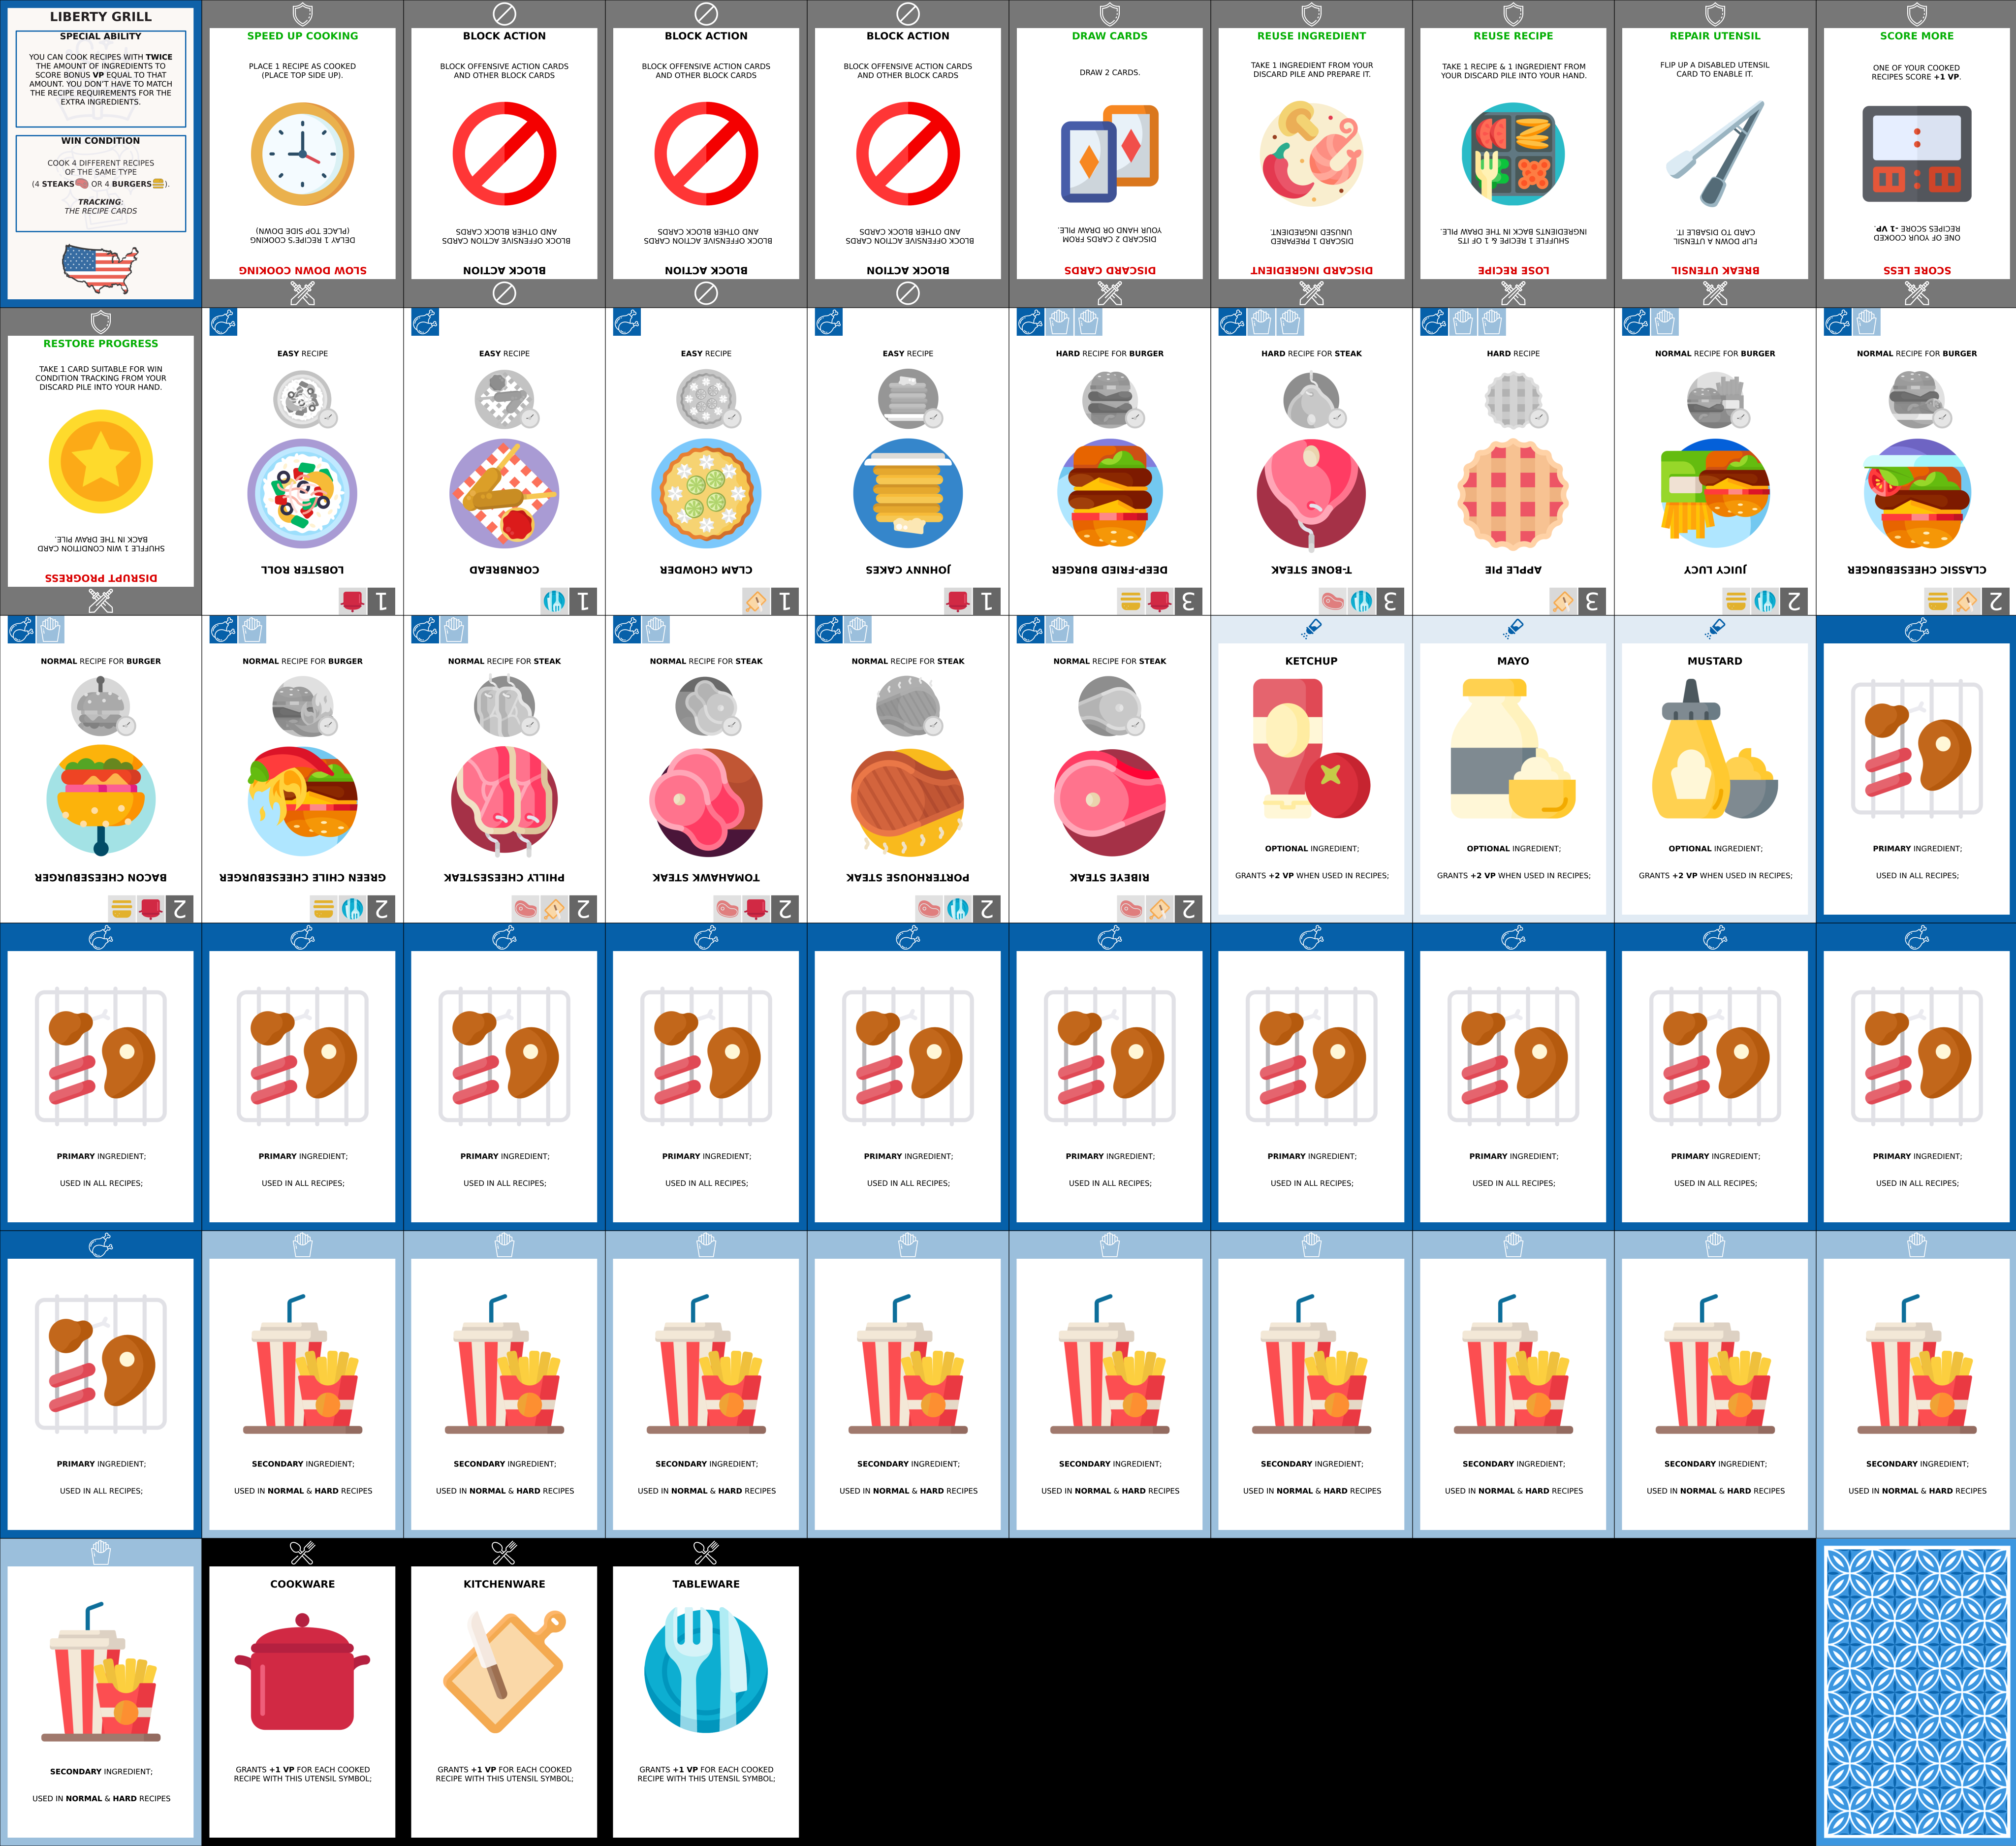 LIBERTY GRILL
SPECIAL ABILITY
YOU CAN COOK RECIPES WITH TWICE
THE AMOUNT OF INGREDIENTS TO
SCORE BONUS VP EQUAL TO THAT
AMOUNT. YOU DON'T HAVE TO MATCH
THE RECIPE REQUIREMENTS FOR THE
EXTRA INGREDIENTS.
WIN CONDITION
COOK 4 DIFFERENT RECIPES
OF THE SAME TYPE
(4 STEAKS OR 4 BURGERS).
TRACKING:
THE RECIPE CARDS
SPEED UP COOKING
PLACE 1 RECIPE AS COOKED
(PLACE TOP SIDE UP).
SLOW DOWN COOKING
DELAY 1 RECIPE'S COOKING
(PLACE TOP SIDE DOWN)
BLOCK ACTION
BLOCK OFFENSIVE ACTION CARDS
AND OTHER BLOCK CARDS
BLOCK ACTION
BLOCK OFFENSIVE ACTION CARDS
AND OTHER BLOCK CARDS
BLOCK ACTION
BLOCK OFFENSIVE ACTION CARDS
AND OTHER BLOCK CARDS
BLOCK ACTION
BLOCK OFFENSIVE ACTION CARDS
AND OTHER BLOCK CARDS
BLOCK ACTION
BLOCK OFFENSIVE ACTION CARDS
AND OTHER BLOCK CARDS
BLOCK ACTION
BLOCK OFFENSIVE ACTION CARDS
AND OTHER BLOCK CARDS
DRAW CARDS
DRAW 2 CARDS.
DISCARD CARDS
DISCARD 2 CARDS FROM
YOUR HAND OR DRAW PILE.
REUSE INGREDIENT
TAKE 1 INGREDIENT FROM YOUR
DISCARD PILE AND PREPARE IT.
DISCARD INGREDIENT
DISCARD 1 PREPARED
UNUSED INGREDIENT.
REUSE RECIPE
TAKE 1 RECIPE & 1 INGREDIENT FROM
YOUR DISCARD PILE INTO YOUR HAND.
LOSE RECIPE
SHUFFLE 1 RECIPE & 1 OF ITS
INGREDIENTS BACK IN THE DRAW PILE.
REPAIR UTENSIL
FLIP UP A DISABLED UTENSIL
CARD TO ENABLE IT.
BREAK UTENSIL
FLIP DOWN A UTENSIL
CARD TO DISABLE IT.
SCORE MORE
ONE OF YOUR COOKED
RECIPES SCORE +1 VP.
SCORE LESS
ONE OF YOUR COOKED
RECIPES SCORE -1 VP.
RESTORE PROGRESS
TAKE 1 CARD SUITABLE FOR WIN
CONDITION TRACKING FROM YOUR
DISCARD PILE INTO YOUR HAND.
DISRUPT PROGRESS
SHUFFLE 1 WIN CONDITION CARD
BACK IN THE DRAW PILE.
EASY RECIPE
LOBSTER ROLL
1
EASY RECIPE
CORNBREAD
1
EASY RECIPE
CLAM CHOWDER
1
EASY RECIPE
JOHNNY CAKES
1
HARD RECIPE FOR BURGER
DEEP-FRIED BURGER
3
HARD RECIPE FOR STEAK
T-BONE STEAK
3
HARD RECIPE
APPLE PIE
3
NORMAL RECIPE FOR BURGER
JUICY LUCY
2
NORMAL RECIPE FOR BURGER
CLASSIC CHEESEBURGER
2
NORMAL RECIPE FOR BURGER
BACON CHEESEBURGER
2
NORMAL RECIPE FOR BURGER
GREEN CHILE CHEESEBURGER
2
NORMAL RECIPE FOR STEAK
PHILLY CHEESESTEAK
2
NORMAL RECIPE FOR STEAK
TOMAHAWK STEAK
2
NORMAL RECIPE FOR STEAK
PORTERHOUSE STEAK
2
NORMAL RECIPE FOR STEAK
RIBEYE STEAK
2
KETCHUP
OPTIONAL INGREDIENT;
GRANTS +2 VP WHEN USED IN RECIPES;
MAYO
OPTIONAL INGREDIENT;
GRANTS +2 VP WHEN USED IN RECIPES;
MUSTARD
OPTIONAL INGREDIENT;
GRANTS +2 VP WHEN USED IN RECIPES;
PRIMARY INGREDIENT;
USED IN ALL RECIPES;
PRIMARY INGREDIENT;
USED IN ALL RECIPES;
PRIMARY INGREDIENT;
USED IN ALL RECIPES;
PRIMARY INGREDIENT;
USED IN ALL RECIPES;
PRIMARY INGREDIENT;
USED IN ALL RECIPES;
PRIMARY INGREDIENT;
USED IN ALL RECIPES;
PRIMARY INGREDIENT;
USED IN ALL RECIPES;
PRIMARY INGREDIENT;
USED IN ALL RECIPES;
PRIMARY INGREDIENT;
USED IN ALL RECIPES;
PRIMARY INGREDIENT;
USED IN ALL RECIPES;
PRIMARY INGREDIENT;
USED IN ALL RECIPES;
PRIMARY INGREDIENT;
USED IN ALL RECIPES;
SECONDARY INGREDIENT;
USED IN NORMAL & HARD RECIPES
SECONDARY INGREDIENT;
USED IN NORMAL & HARD RECIPES
SECONDARY INGREDIENT;
USED IN NORMAL & HARD RECIPES
SECONDARY INGREDIENT;
USED IN NORMAL & HARD RECIPES
SECONDARY INGREDIENT;
USED IN NORMAL & HARD RECIPES
SECONDARY INGREDIENT;
USED IN NORMAL & HARD RECIPES
SECONDARY INGREDIENT;
USED IN NORMAL & HARD RECIPES
SECONDARY INGREDIENT;
USED IN NORMAL & HARD RECIPES
SECONDARY INGREDIENT;
USED IN NORMAL & HARD RECIPES
SECONDARY INGREDIENT;
USED IN NORMAL & HARD RECIPES
COOKWARE
GRANTS +1 VP FOR EACH COOKED
RECIPE WITH THIS UTENSIL SYMBOL;
KITCHENWARE
GRANTS +1 VP FOR EACH COOKED
RECIPE WITH THIS UTENSIL SYMBOL;
TABLEWARE
GRANTS +1 VP FOR EACH COOKED
RECIPE WITH THIS UTENSIL SYMBOL;